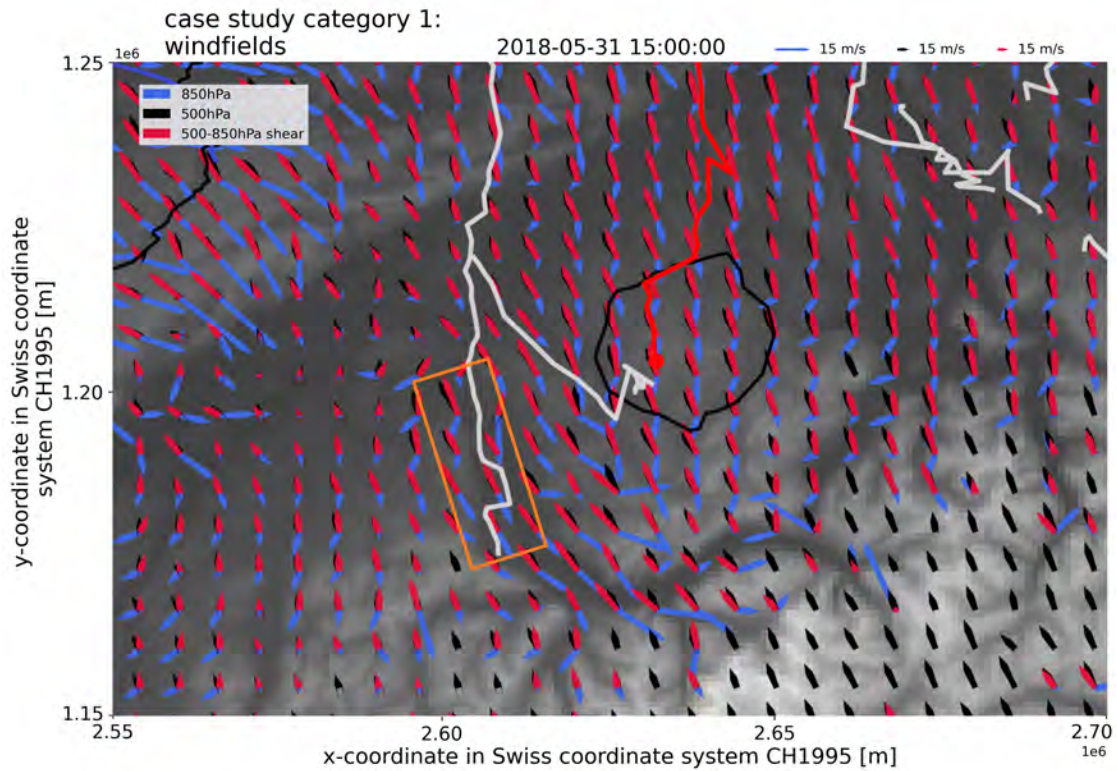 case study category 1:
windfields
2018-05-31 15:00:00
15 m/s
15 m/s
15 m/s
1e6
1.25
850hPa
500hPa
500-850hPa shear
1.20
1.15
y-coordinate in Swiss coordinate
system CH1995 [m]
2.55
2.60
2.65
2.70
1e6
x-coordinate in Swiss coordinate system CH1995 [m]